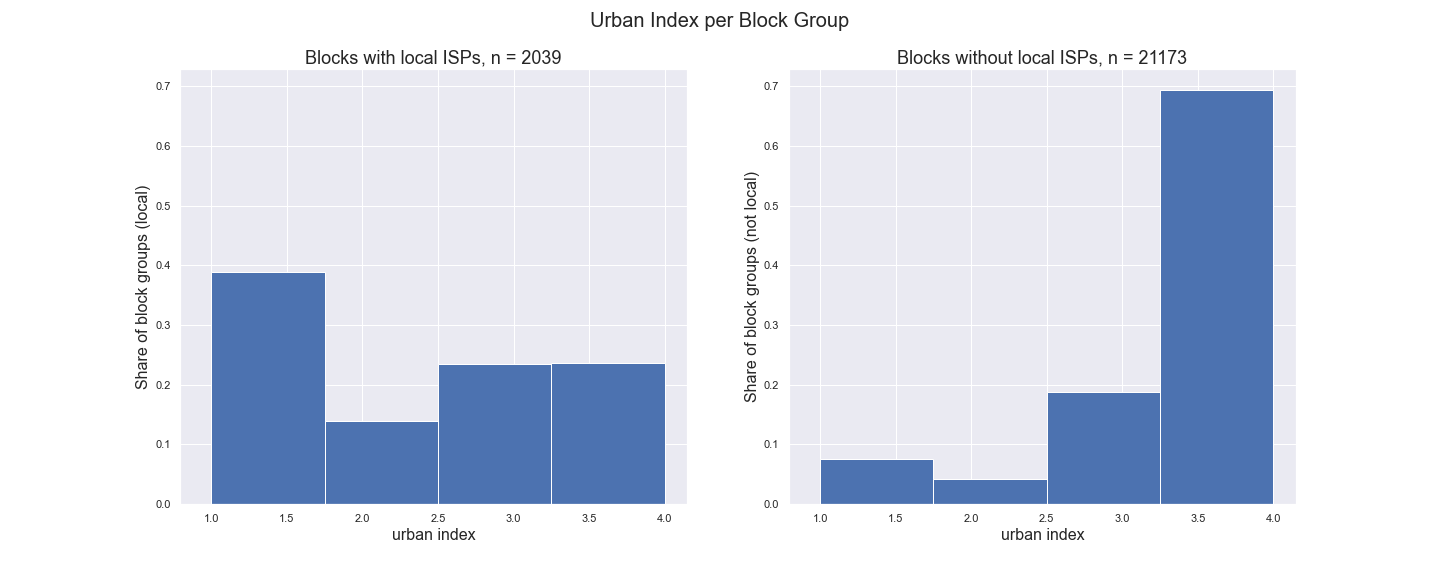 Urban Index per Block Group
Blocks with local ISPs, n = 2039
Share of block groups (local)
0.7
0.6
0.5
0.4
0.3
0.2
0.1
0.0
1.0 1.5 2.0 2.5 3.0 3.5 4.0
urban index
Blocks without local ISPs, n = 21173
Share of block groups (not local)
0.7
0.6
0.5
0.4
0.3
0.2
0.1
0.0
1.0 1.5 2.0 2.5 3.0 3.5 4.0
urban index